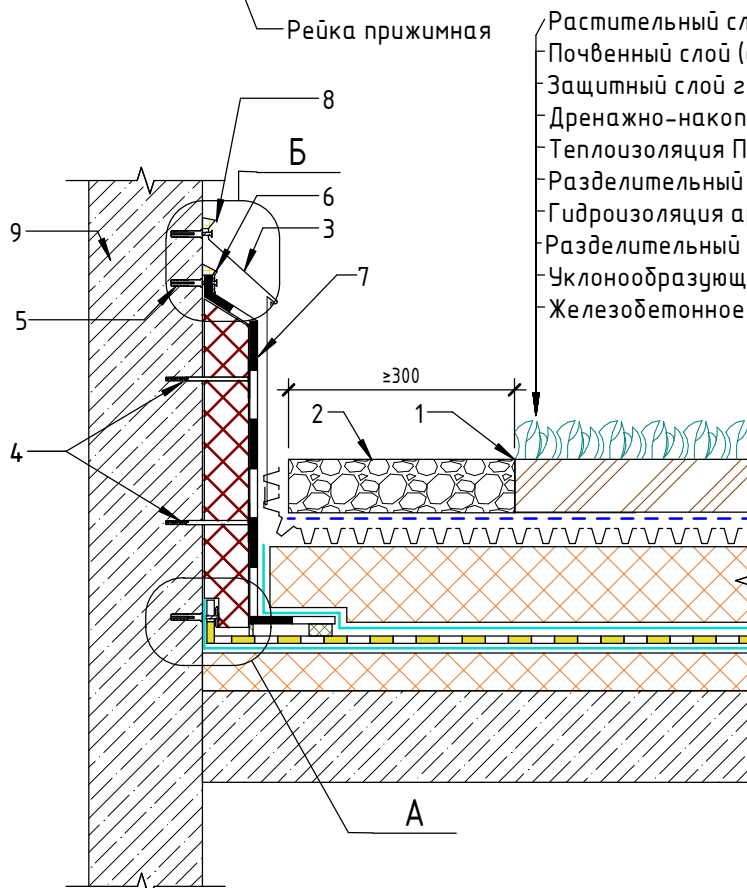 Рейка прижимная
Растительный сл
Почвенный слой (
Защитный слой г
Дренажно-накоп
Теплоизоляция П
Разделительный
Гидроизоляция ар
Разделительный
Уклонообразующ
Железобетонное
8
Б
6
3
9
7
5
≥300
2
1
4
А